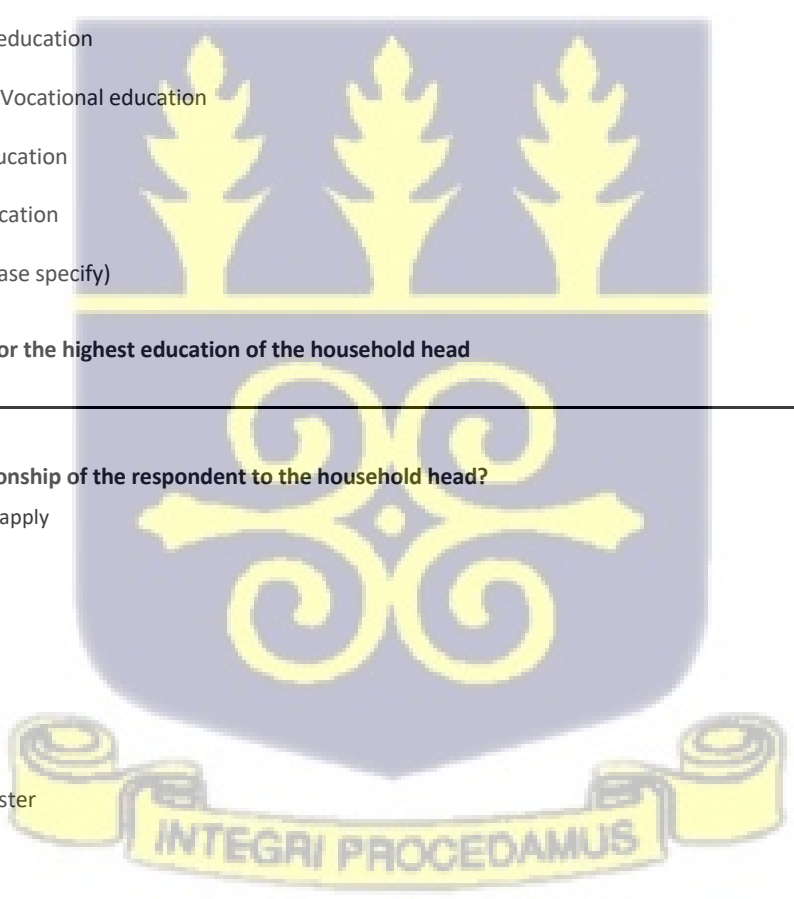 education
Vocational education
ucation
cation
ase specify)
or the highest education of the household head
onship of the respondent to the household head?
apply
ster
INTEGRI PROCEDAMUS